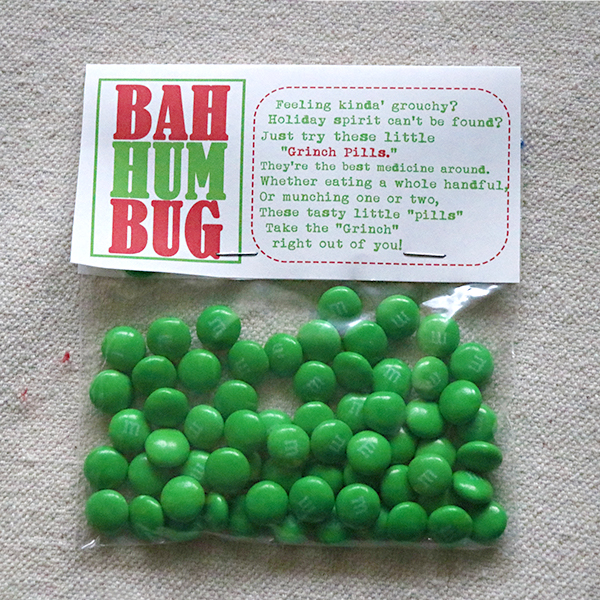 BAH
HUM
BUG
Feeling kinda' grouchy?
Holiday spirit can't be found?
Just try these little
"Grinch Pills."
They're the best medicine around.
Whether eating a whole handful,
Or munching one or two,
These tasty little "pills"
Take the "Grinch"
right out of you!
m
m
m
m
m
m
m
m
m
m
m